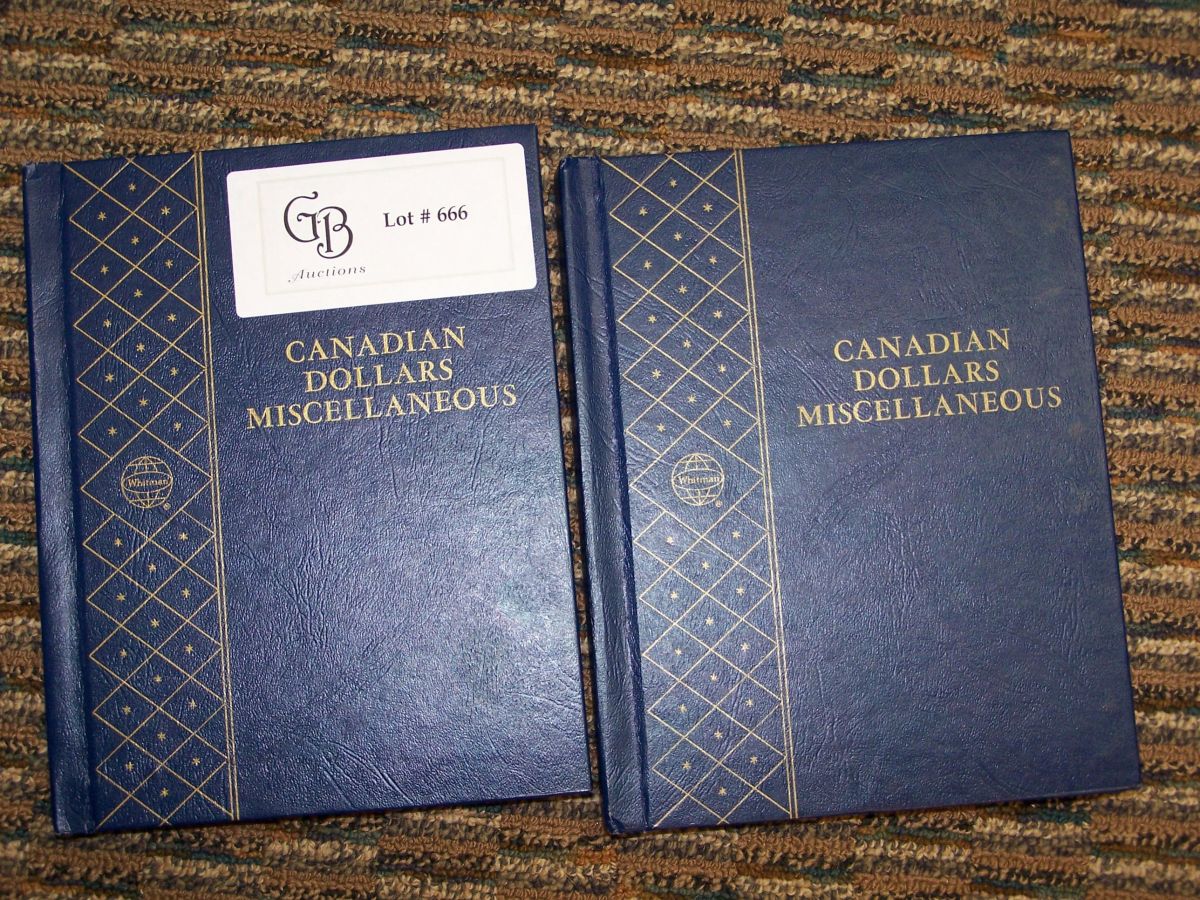 GB
Auctions
Lot # 666
CANADIAN
DOLLARS
MISCELLANEOUS
Whitman
®
CANADIAN
DOLLARS
MISCELLANEOUS
Whitman
®